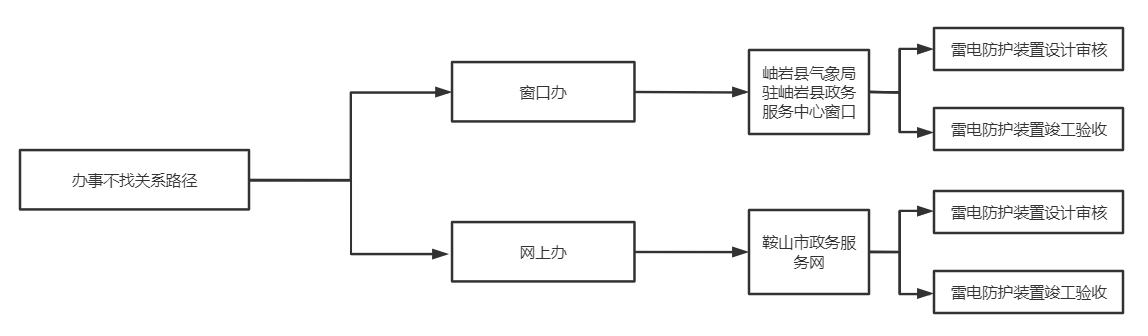 办事不找关系路径
窗口办
岫岩县气象局
驻岫岩县政务
服务中心窗口
雷电防护装置设计审核
雷电防护装置竣工验收
网上办
鞍山市政务服
务网
雷电防护装置设计审核
雷电防护装置竣工验收